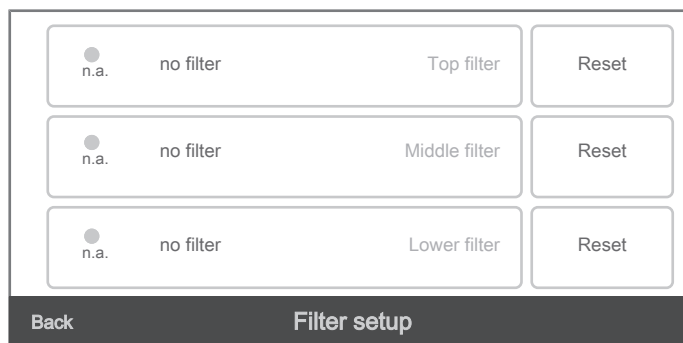 no filter Top filter Reset
n.a.
no filter Middle filter Reset
n.a.
no filter Lower filter Reset
n.a.
Back Filter setup